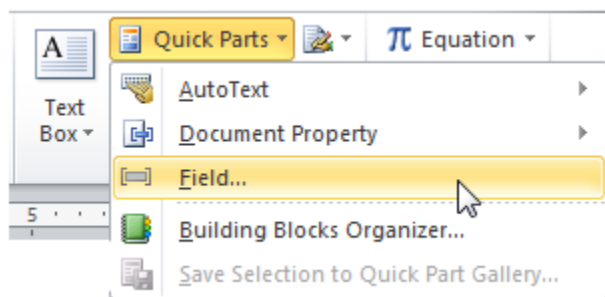 A
Quick Parts
π Equation
Text
Box
AutoText
Document Property
Field...
5
Building Blocks Organizer...
Save Selection to Quick Part Gallery...